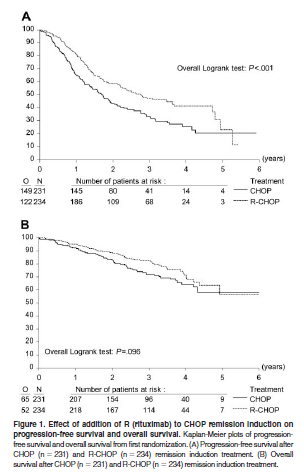 A
100
90
80
70
60
50
40
30
20
10
0
Overall Logrank test: P<.001
0 1 2 3 4 5 6 (years)
O N Number of patients at risk : Treatment
149 231 145 80 41 14 4 CHOP
122 234 186 109 68 24 3 R-CHOP
B
100
90
80
70
60
50
40
30
20
10
0
Overall Logrank test: P=.096
0 1 2 3 4 5 6 (years)
O N Number of patients at risk : Treatment
65 231 207 154 96 40 9 CHOP
52 234 218 167 114 44 7 R-CHOP
Figure 1. Effect of addition of R (rituximab) to CHOP remission induction on
progression-free survival and overall survival. Kaplan-Meier plots of progression-
free survival and overall survival from first randomization. (A) Progression-free survival after
CHOP (n = 231) and R-CHOP (n = 234) remission induction treatment. (B) Overall
survival after CHOP (n = 231) and R-CHOP (n = 234) remission induction treatment.